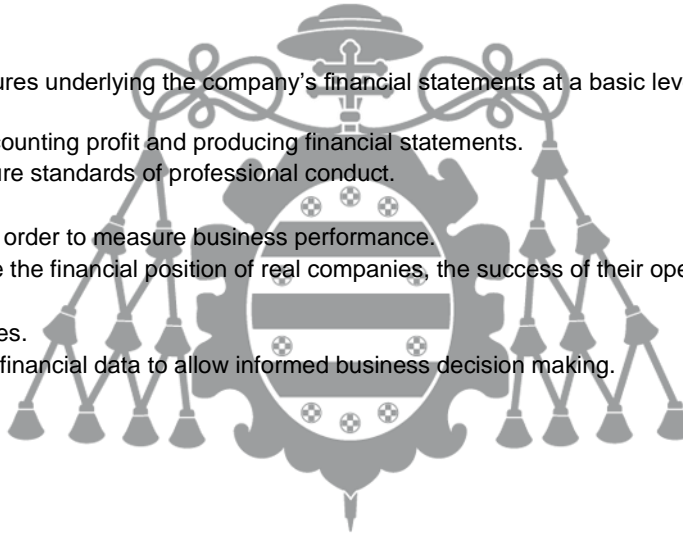 ures underlying the company's financial statements at a basic lev
counting profit and producing financial statements.
ure standards of professional conduct.
order to measure business performance.
e the financial position of real companies, the success of their ope
es.
financial data to allow informed business decision making.